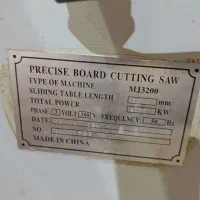 PRECISE BOARD CUTTING SAW
TYPE OF MACHINE MJ3200
SLIDING TABLE LENGTH mm
TOTAL POWER KW
PHASE: 3 VOLT V FREQUENCY: Hz
DATE:
NO:
MADE IN CHINA